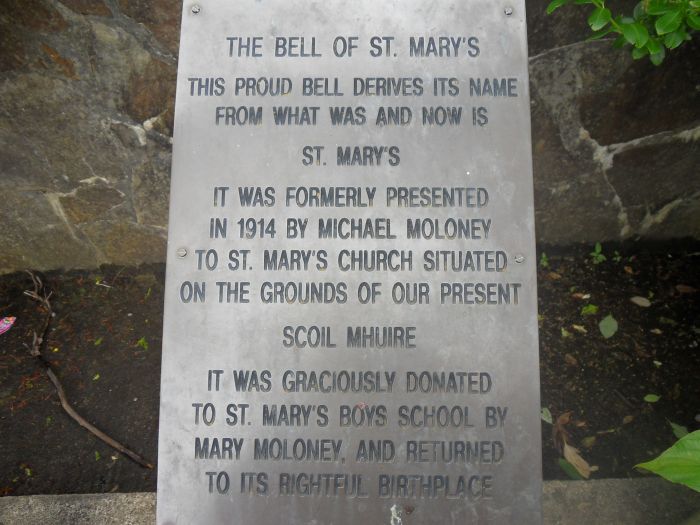 THE BELL OF ST. MARY'S
THIS PROUD BELL DERIVES ITS NAME
FROM WHAT WAS AND NOW IS
ST. MARY'S
IT WAS FORMERLY PRESENTED
IN 1914 BY MICHAEL MOLONEY
TO ST. MARY'S CHURCH SITUATED
ON THE GROUNDS OF OUR PRESENT
SCOIL MHUIRE
IT WAS GRACIOUSLY DONATED
TO ST. MARY'S BOYS SCHOOL BY
MARY MOLONEY, AND RETURNED
TO ITS RIGHTFUL BIRTHPLACE